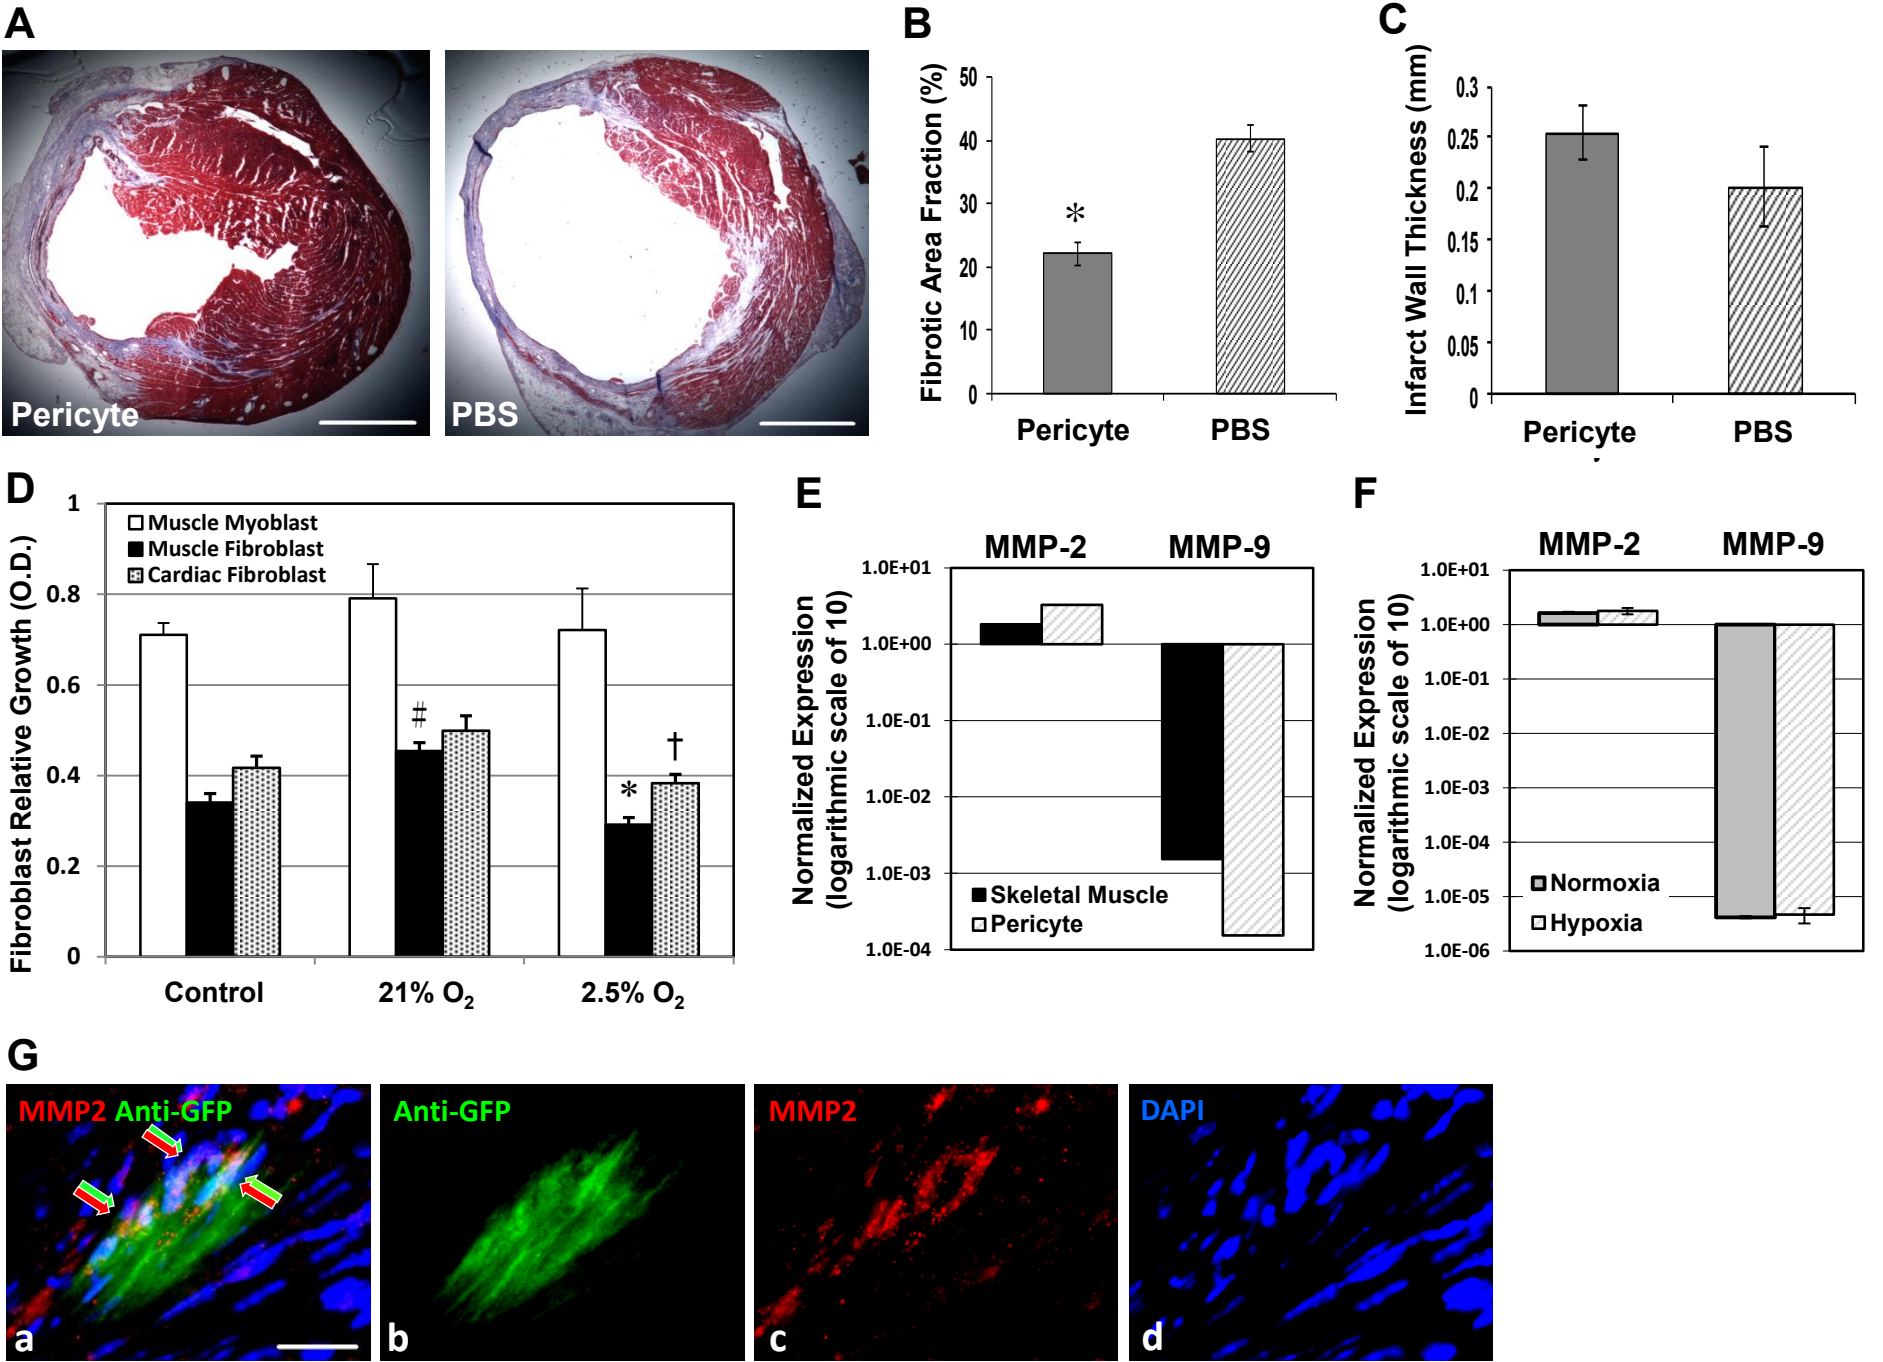 A
Pericyte
PBS
B
Fibrotic Area Fraction (%)
50
40
30
20
10
0
*
Pericyte
PBS
C
Infarct Wall Thickness (mm)
0.3
0.25
0.2
0.15
0.1
0.05
0
Pericyte
PBS
D
Fibroblast Relative Growth (O.D.)
1
0.8
0.6
0.4
0.2
0
Muscle Myoblast
Muscle Fibroblast
Cardiac Fibroblast
#
*
†
Control
21% O₂
2.5% O₂
E
MMP-2
MMP-9
Normalized Expression
(logarithmic scale of 10)
1.0E+01
1.0E+00
1.0E-01
1.0E-02
1.0E-03
1.0E-04
Skeletal Muscle
Pericyte
F
MMP-2
MMP-9
Normalized Expression
(logarithmic scale of 10)
1.0E+01
1.0E+00
1.0E-01
1.0E-02
1.0E-03
1.0E-04
1.0E-05
1.0E-06
Normoxia
Hypoxia
G
MMP2 Anti-GFP
a
Anti-GFP
b
MMP2
c
DAPI
d